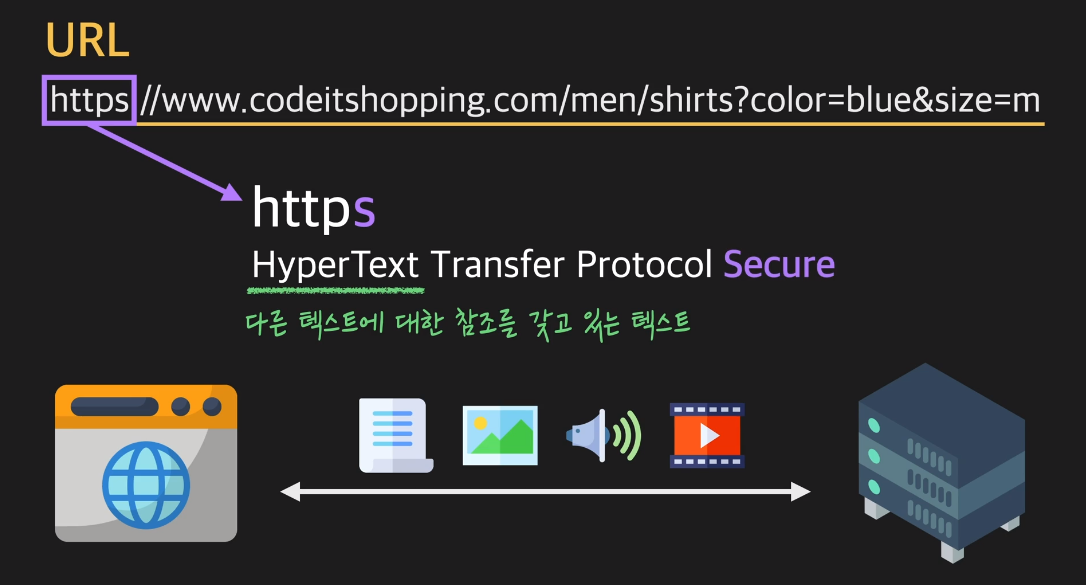 URL
https //www.codeitshopping.com/men/shirts?color=blue&size=m
https
HyperText Transfer Protocol Secure
다른 텍스트에 대한 참조를 갖고 있는 텍스트